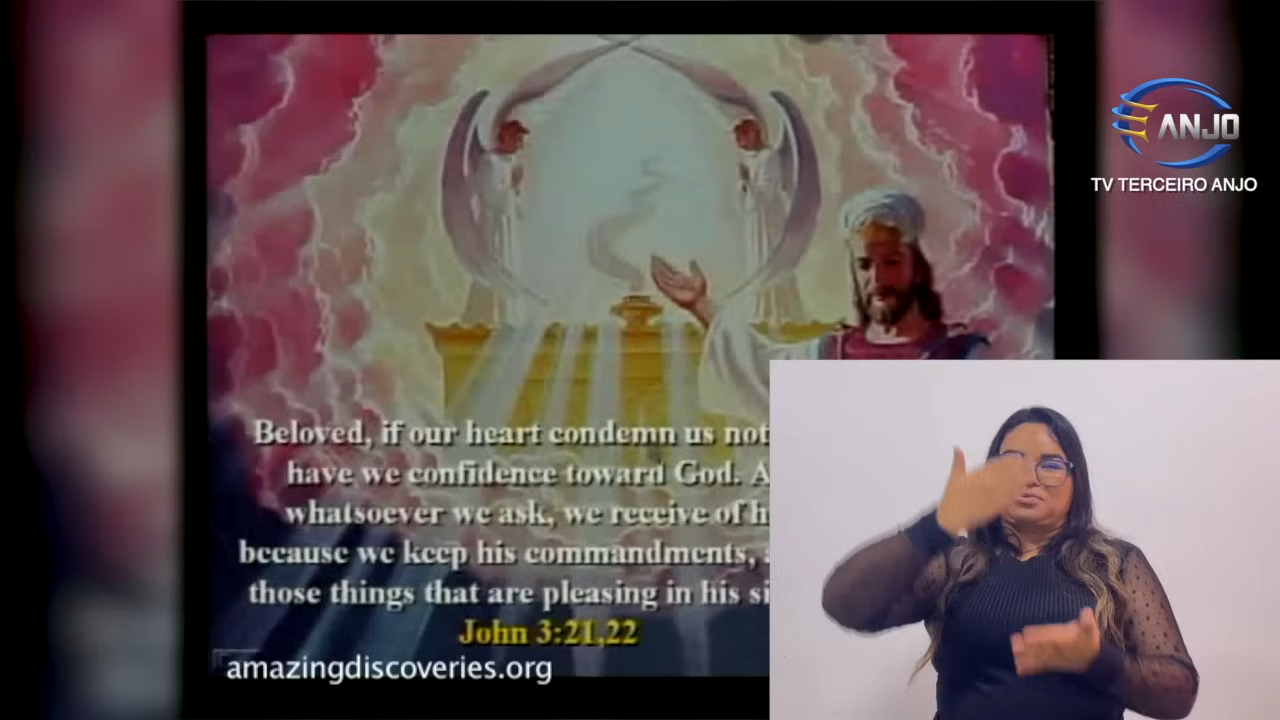 ANJO
TV TERCEIRO ANJO
Beloved, if our heart condemn us not
have we confidence toward God.
whatsoever we ask, we receive of
because we keep his commandments,
those things that are pleasing in his
John 3:21,22
amazingdiscoveries.org